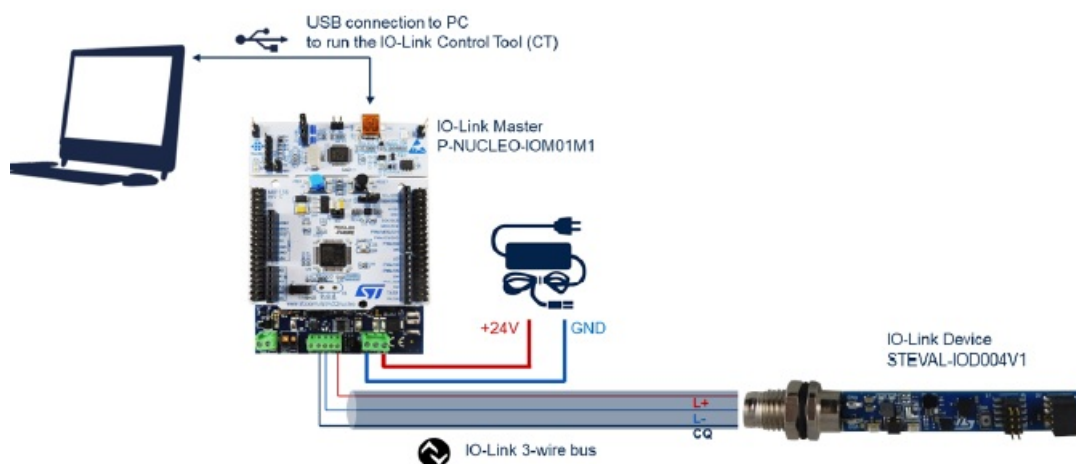 USB connection to PC
to run the IO-Link Control Tool (CT)
IO-Link Master
P-NUCLEO-IOM01M1
+24V
GND
IO-Link Device
STEVAL-IOD004V1
L+
L-
CQ
IO-Link 3-wire bus
ST